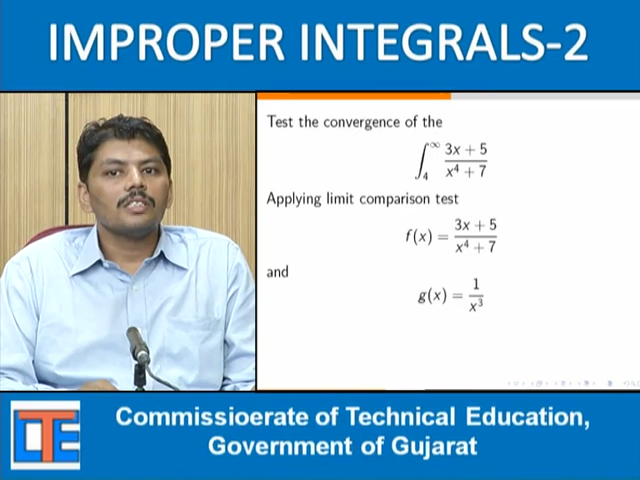 IMPROPER INTEGRALS-2
Test the convergence of the
∫₄^∞ (3x + 5)/(x⁴ + 7)
Applying limit comparison test
f(x) = (3x + 5)/(x⁴ + 7)
and
g(x) = 1/x³
CTE
Commissioerate of Technical Education,
Government of Gujarat